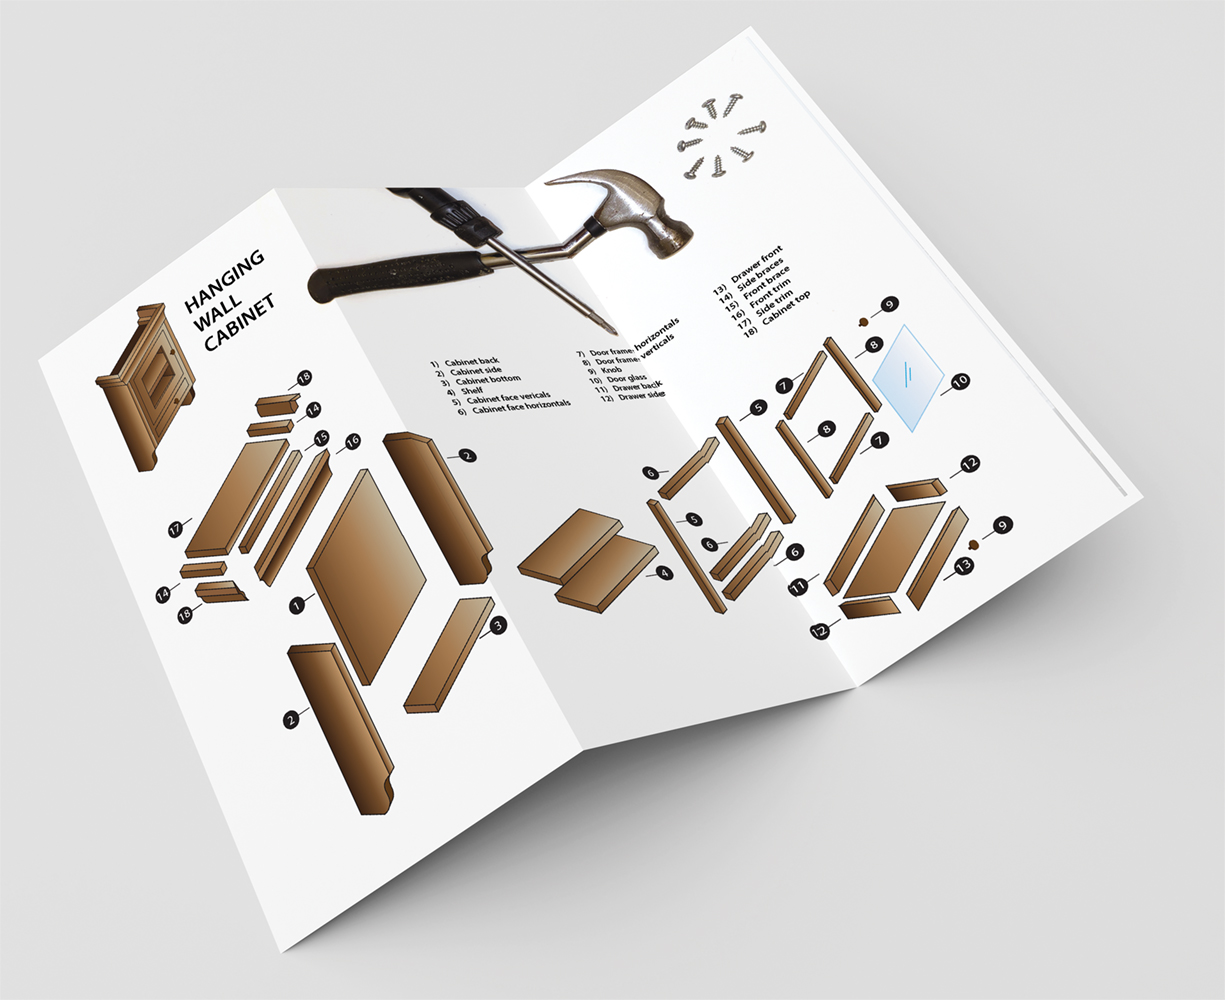 HANGING
WALL
CABINET
1) Cabinet back
2) Cabinet side
3) Cabinet bottom
4) Shelf
5) Cabinet face vericals
6) Cabinet face horizontals
7) Door frame horizontals
8) Door frame verticals
9) Knob
10) Door glass
11) Drawer back
12) Drawer side
13) Drawer front
14) Side braces
15) Front brace
16) Front trim
17) Side trim
18) Cabinet top
18
14
15
16
17
14
18
1
2
3
2
4
6
5
5
6
6
7
8
9
8
7
10
12
9
13
11
12